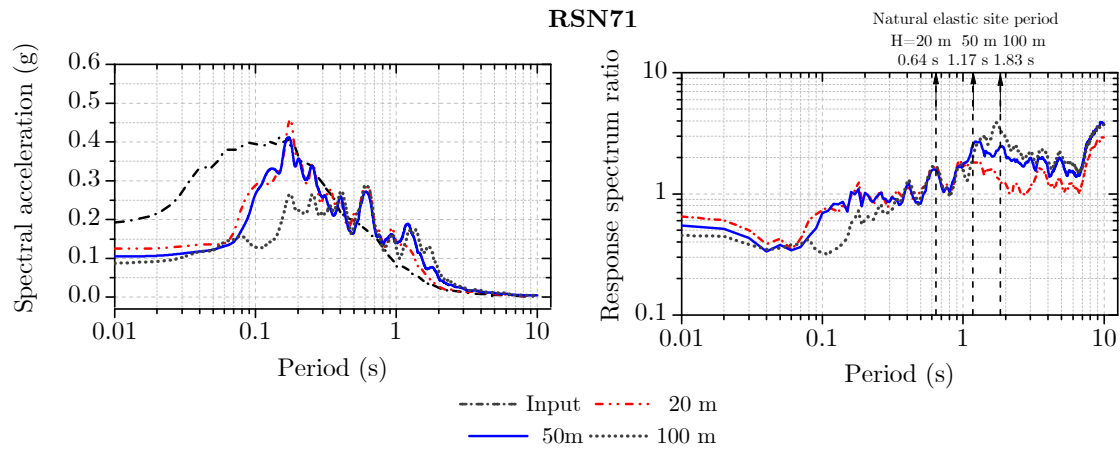 RSN71
Natural elastic site period
H=20 m 50 m 100 m
0.64 s 1.17 s 1.83 s
Spectral acceleration (g)
0.6
0.5
0.4
0.3
0.2
0.1
0.0
0.01
0.1
1
10
Period (s)
Response spectrum ratio
10
1
0.1
0.01
0.1
1
10
Period (s)
Input
20 m
50m
100 m